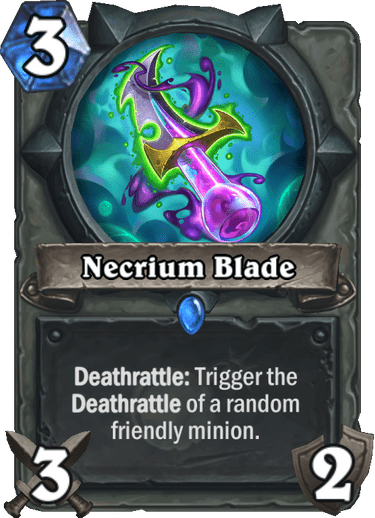 3
Necrium Blade
Deathrattle: Trigger the
Deathrattle of a random
friendly minion.
3
2